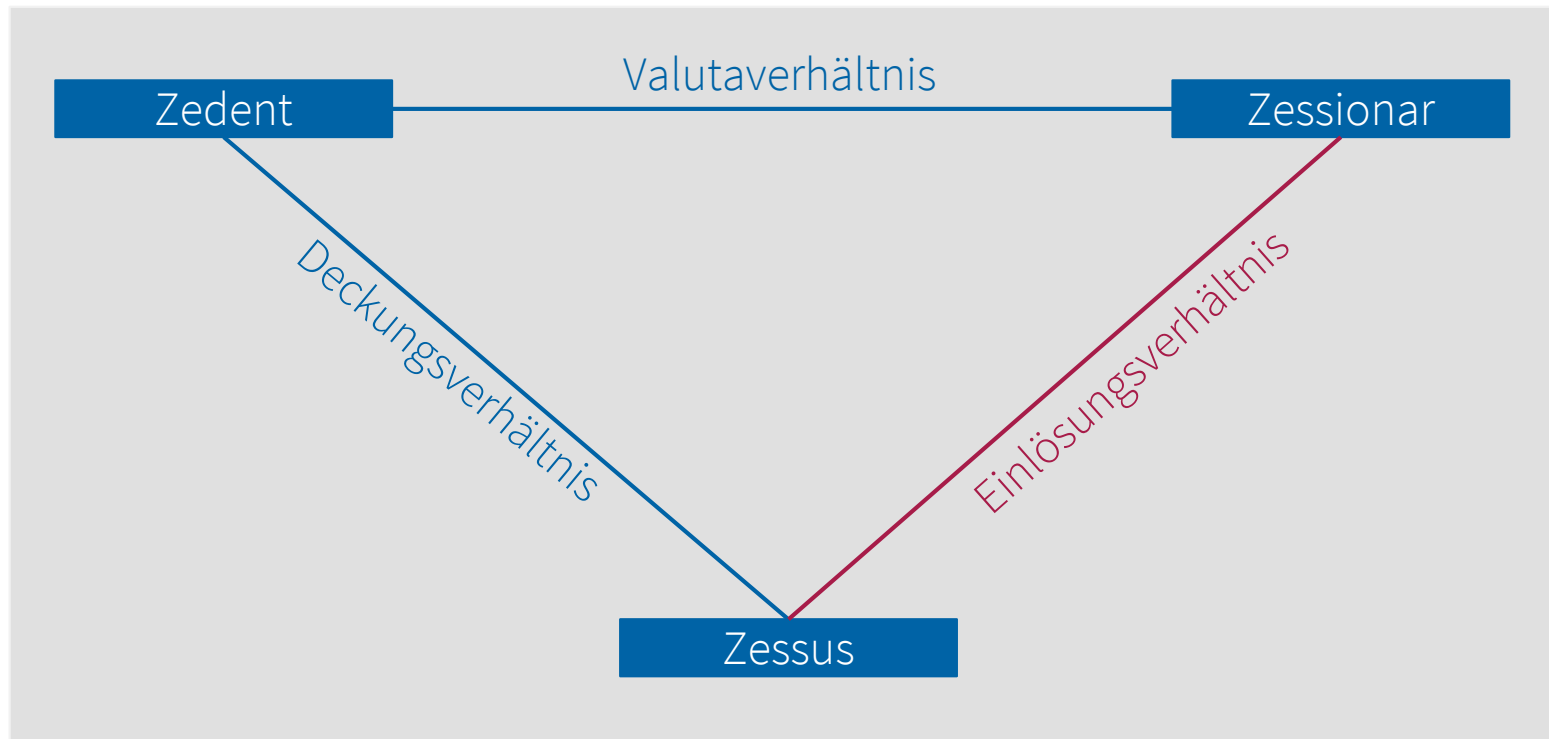 Valutaverhältnis
Zedent
Zessionar
Deckungsverhältnis
Einlösungsverhältnis
Zessus